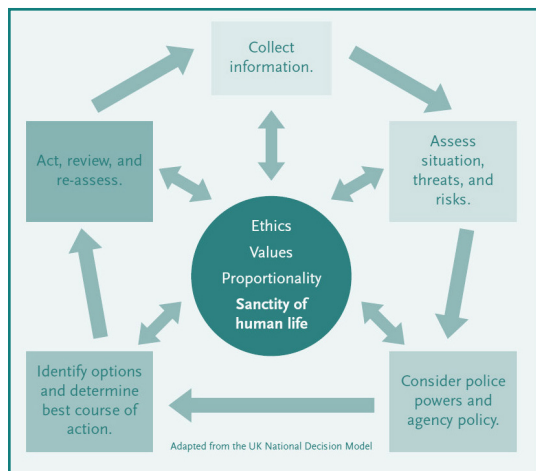 Collect
information.
Assess
situation,
threats, and
risks.
Consider police
powers and
agency policy.
Identify options
and determine
best course of
action.
Act, review, and
re-assess.
Ethics
Values
Proportionality
Sanctity of
human life
Adapted from the UK National Decision Model